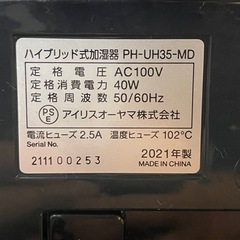 ハイブリッド式加湿器 PH-UH35-MD
定格電圧 AC100V
定格消費電力 40W
定格周波数 50/60Hz
PSE アイリスオーヤマ株式会社
電流ヒューズ 2.5A 温度ヒューズ 102℃
Serial No.
211100253
2021年製
MADE IN CHINA